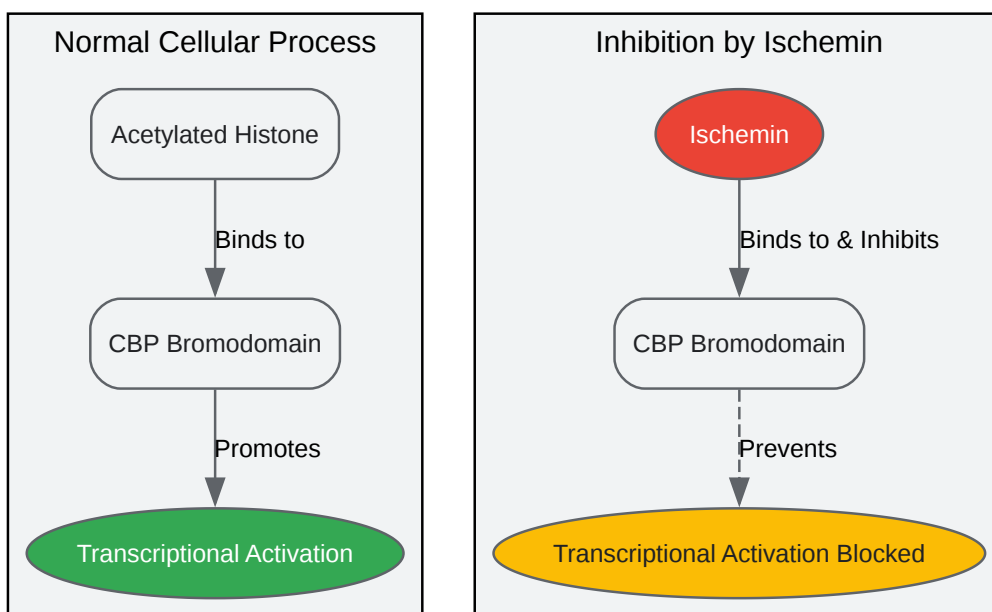 Normal Cellular Process
Acetylated Histone
Binds to
CBP Bromodomain
Promotes
Transcriptional Activation
Inhibition by Ischemin
Ischemin
Binds to & Inhibits
CBP Bromodomain
Prevents
Transcriptional Activation Blocked